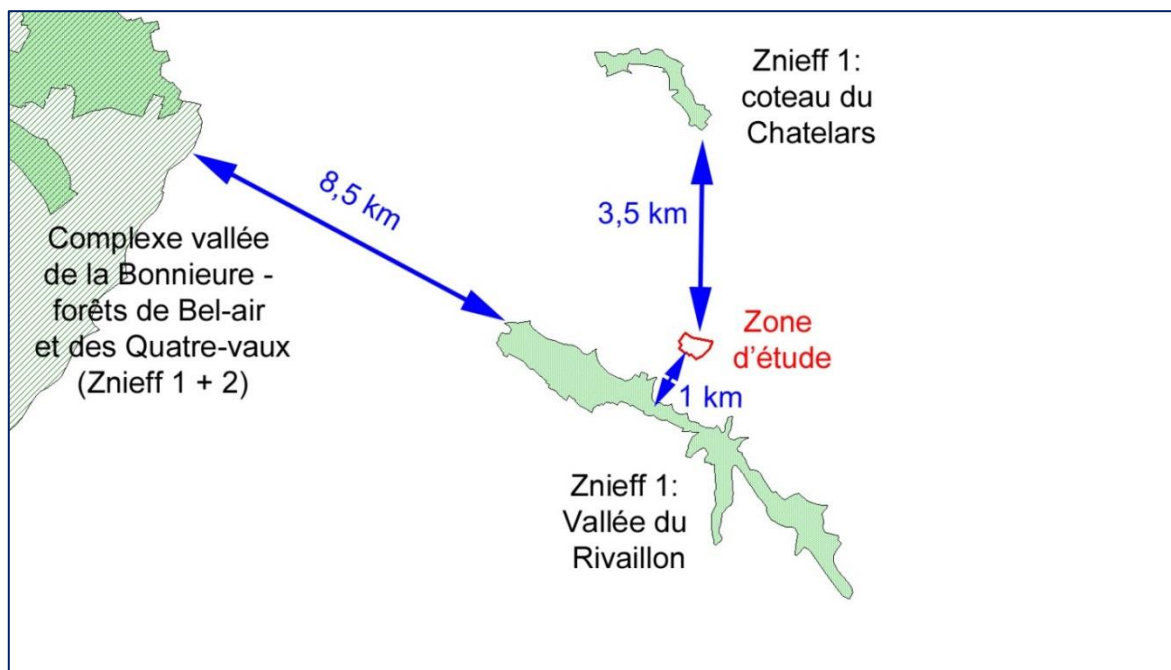 Znieff 1:
coteau du
Chatelars
8,5 km
3,5 km
Complexe vallée
de la Bonnieure -
forêts de Bel-air
et des Quatre-vaux
(Znieff 1 + 2)
Zone
d'étude
1 km
Znieff 1:
Vallée du
Rivaillon